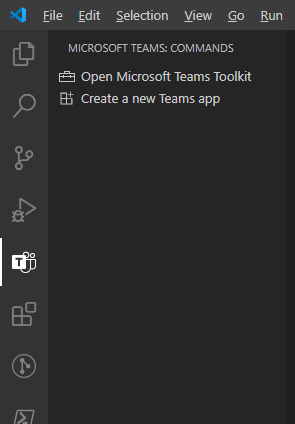 File Edit Selection View Go Run
MICROSOFT TEAMS: COMMANDS
Open Microsoft Teams Toolkit
Create a new Teams app
T